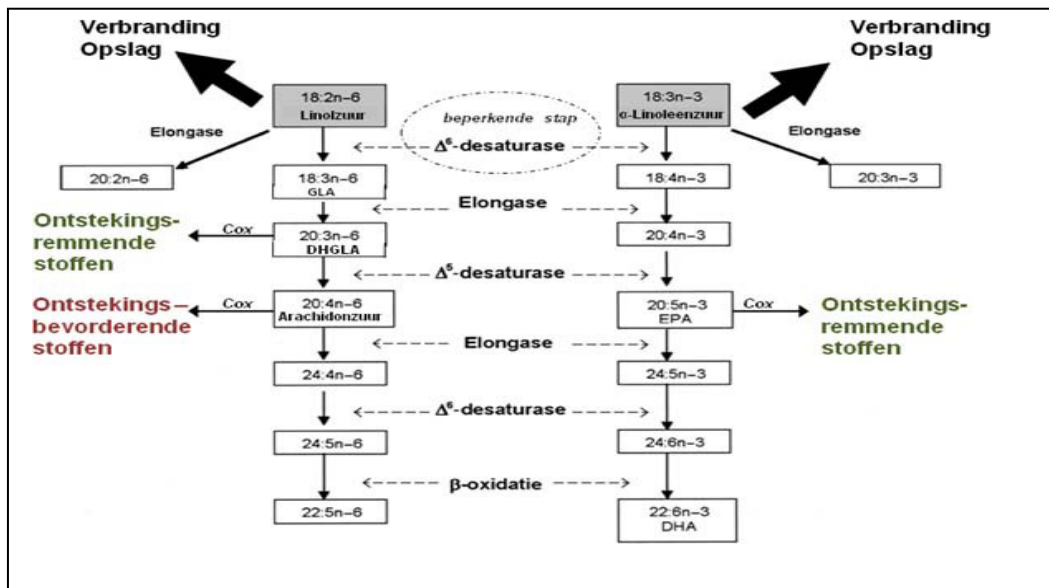 Verbranding
Opslag
Verbranding
Opslag
18:2n-6
Linolzuur
beperkende stap
18:3n-3
α-Linoleenzuur
Elongase
Δ⁶-desaturase
Elongase
20:2n-6
18:3n-6
GLA
18:4n-3
20:3n-3
Elongase
Ontstekings-
remmende
stoffen
Cox
20:3n-6
DHGLA
20:4n-3
Δ⁵-desaturase
Ontstekings–
bevorderende
stoffen
Cox
20:4n-6
Arachidonzuur
20:5n-3
EPA
Cox
Ontstekings-
remmende
stoffen
Elongase
24:4n-6
24:5n-3
Δ⁶-desaturase
24:5n-6
24:6n-3
β-oxidatie
22:5n-6
22:6n-3
DHA